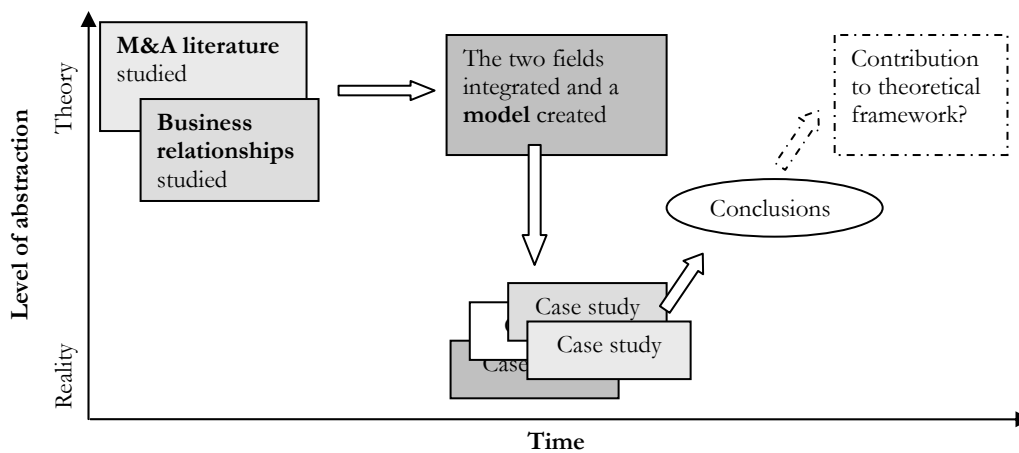 M&A literature
studied
Business
relationships
studied
The two fields
integrated and a
model created
Contribution
to theoretical
framework?
Conclusions
Case study
Case study
Case
Level of abstraction
Theory
Reality
Time